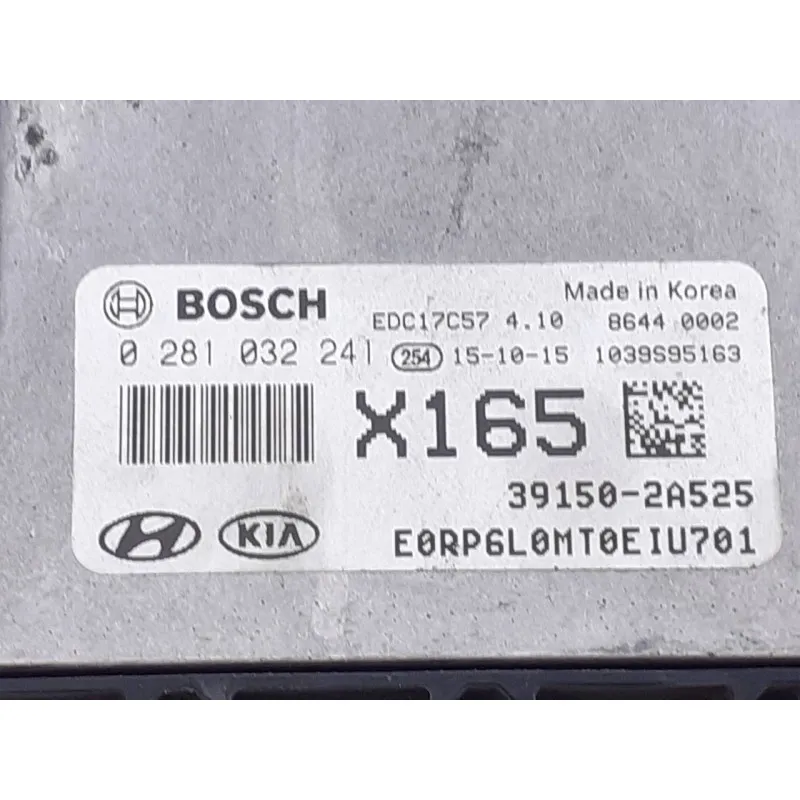 BOSCH
Made in Korea
EDC17C57 4.10 8644 0002
0 281 032 241 254 15-10-15 1039S95163
X165
39150-2A525
KIA
E0RP6L0MT0EIU701